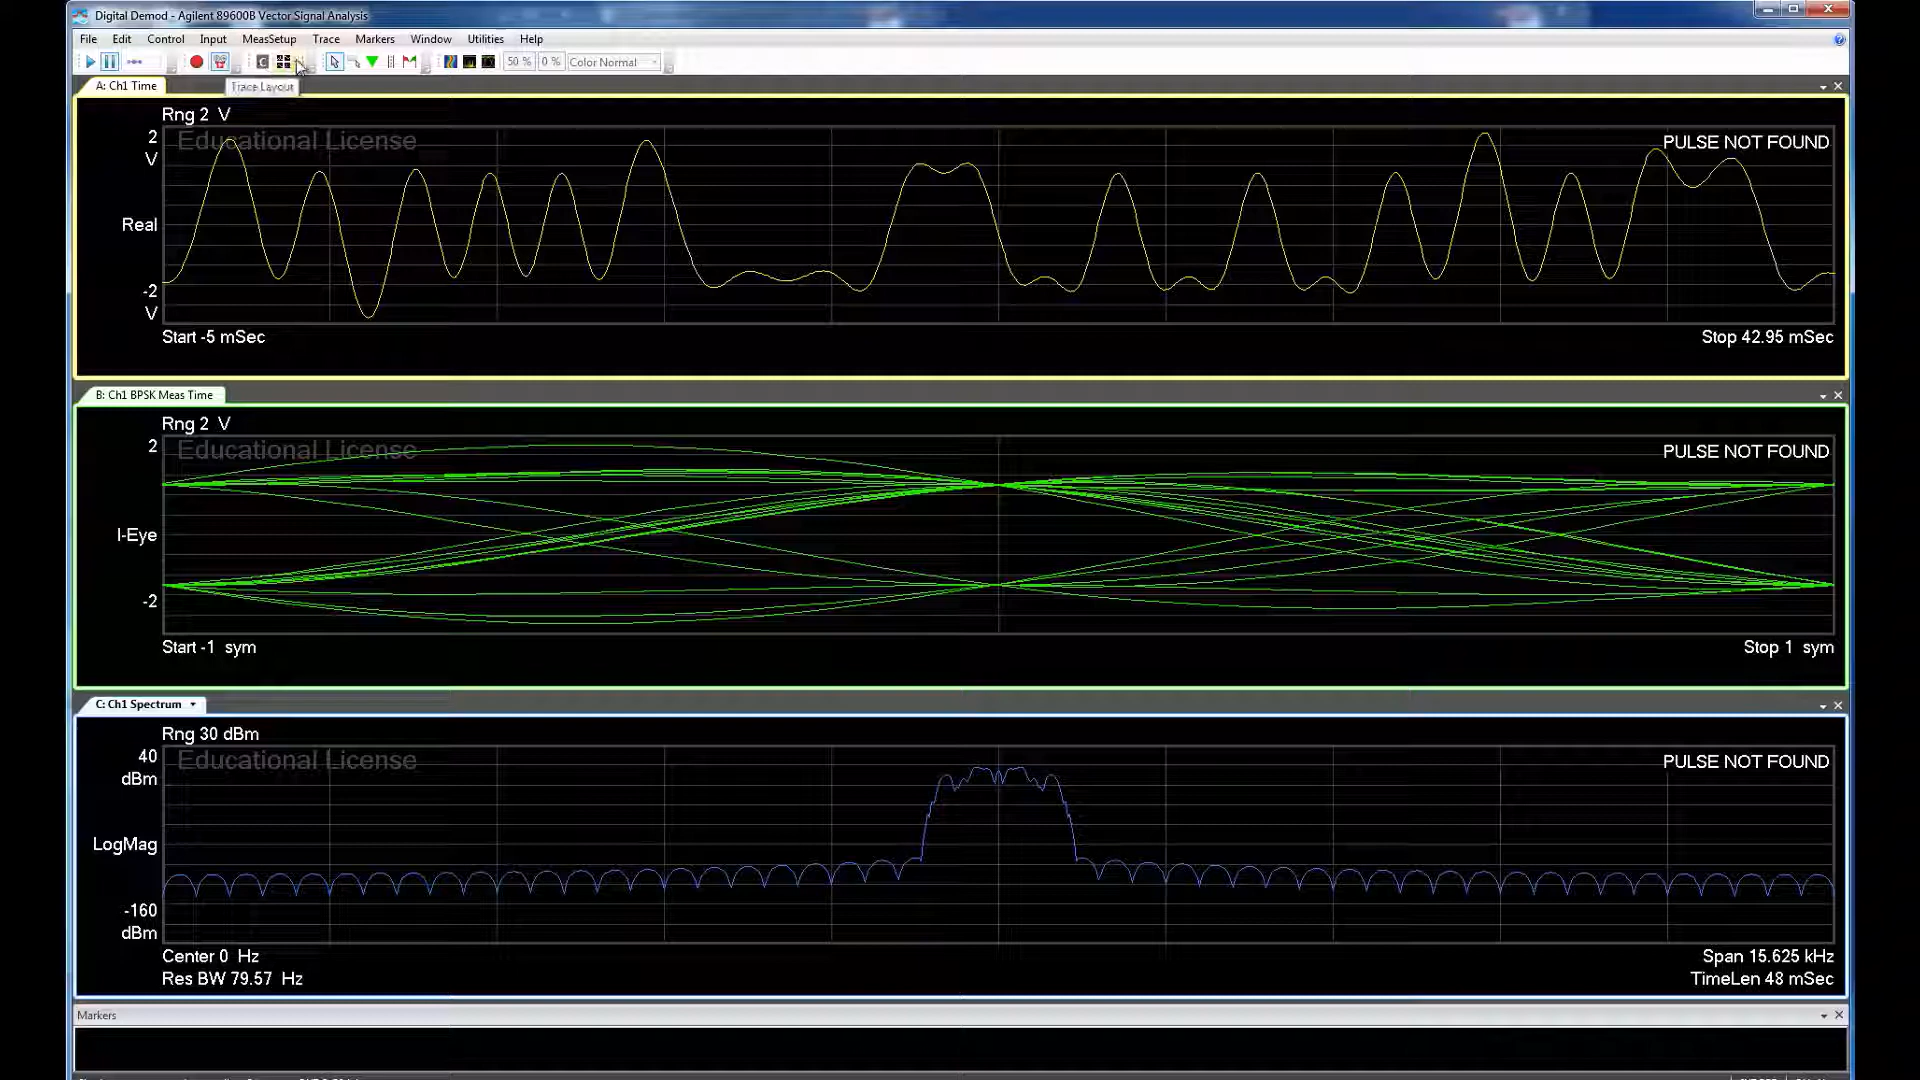 Digital Demod - Agilent 89600B Vector Signal Analysis
File Edit Control Input MeasSetup Trace Markers Window Utilities Help
C 50 % 0 % Color Normal
Trace Layout
A: Ch1 Time
Rng 2 V
Educational License
PULSE NOT FOUND
2
V
Real
-2
V
Start -5 mSec
Stop 42.95 mSec
B: Ch1 BPSK Meas Time
Rng 2 V
Educational License
PULSE NOT FOUND
2
I-Eye
-2
Start -1 sym
Stop 1 sym
C: Ch1 Spectrum
Rng 30 dBm
Educational License
PULSE NOT FOUND
40
dBm
LogMag
-160
dBm
Center 0 Hz
Span 15.625 kHz
Res BW 79.57 Hz
TimeLen 48 mSec
Markers